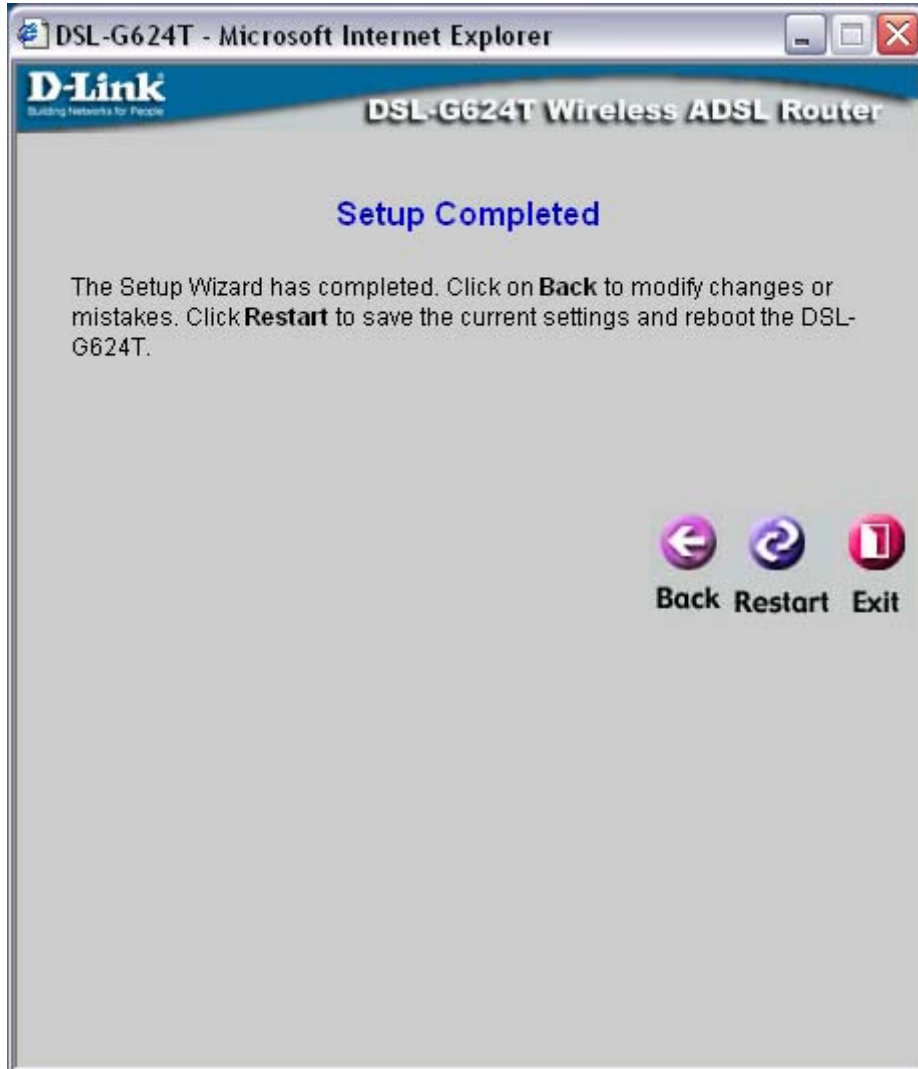 DSL-G624T - Microsoft Internet Explorer
D-Link
Building Networks for People
DSL-G624T Wireless ADSL Router
Setup Completed
The Setup Wizard has completed. Click on Back to modify changes or
mistakes. Click Restart to save the current settings and reboot the DSL-
G624T.
Back Restart Exit